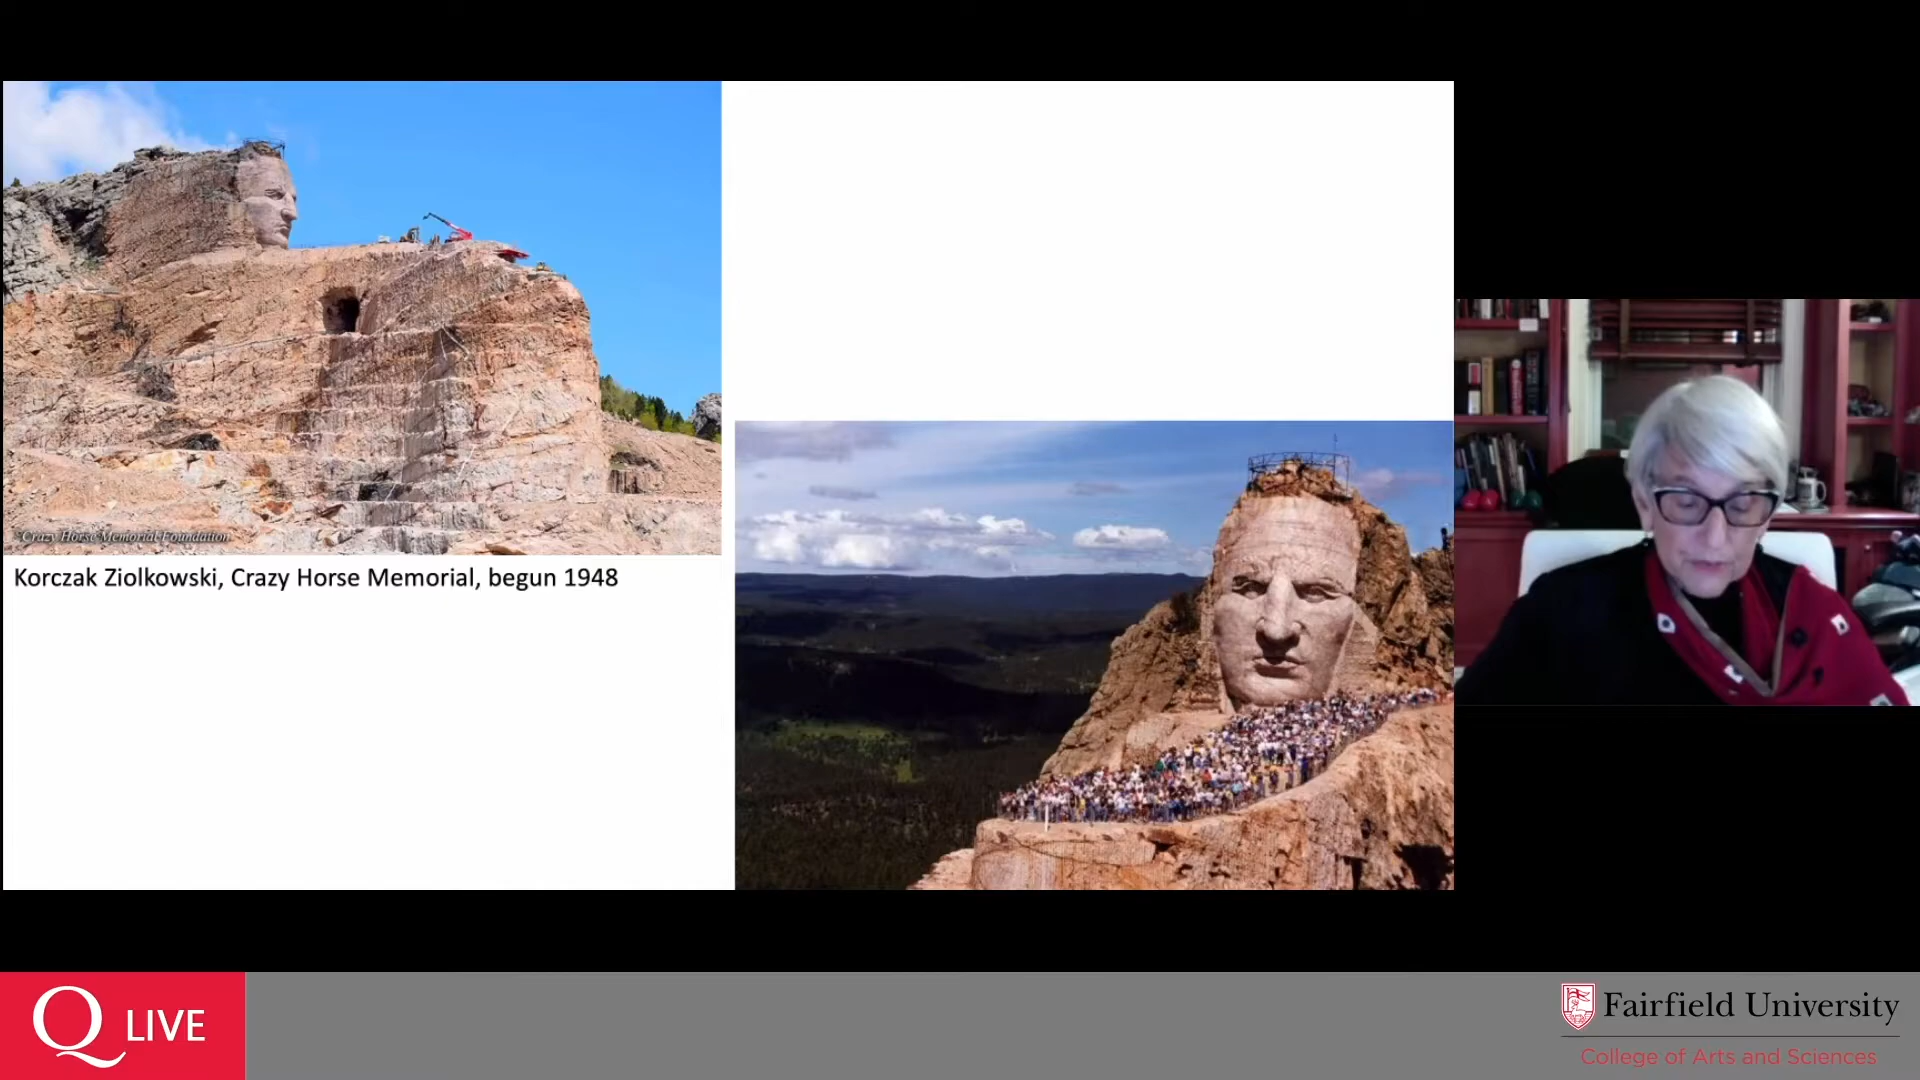 Crazy Horse Memorial Foundation
Korczak Ziolkowski, Crazy Horse Memorial, begun 1948
Q LIVE
Fairfield University
College of Arts and Sciences